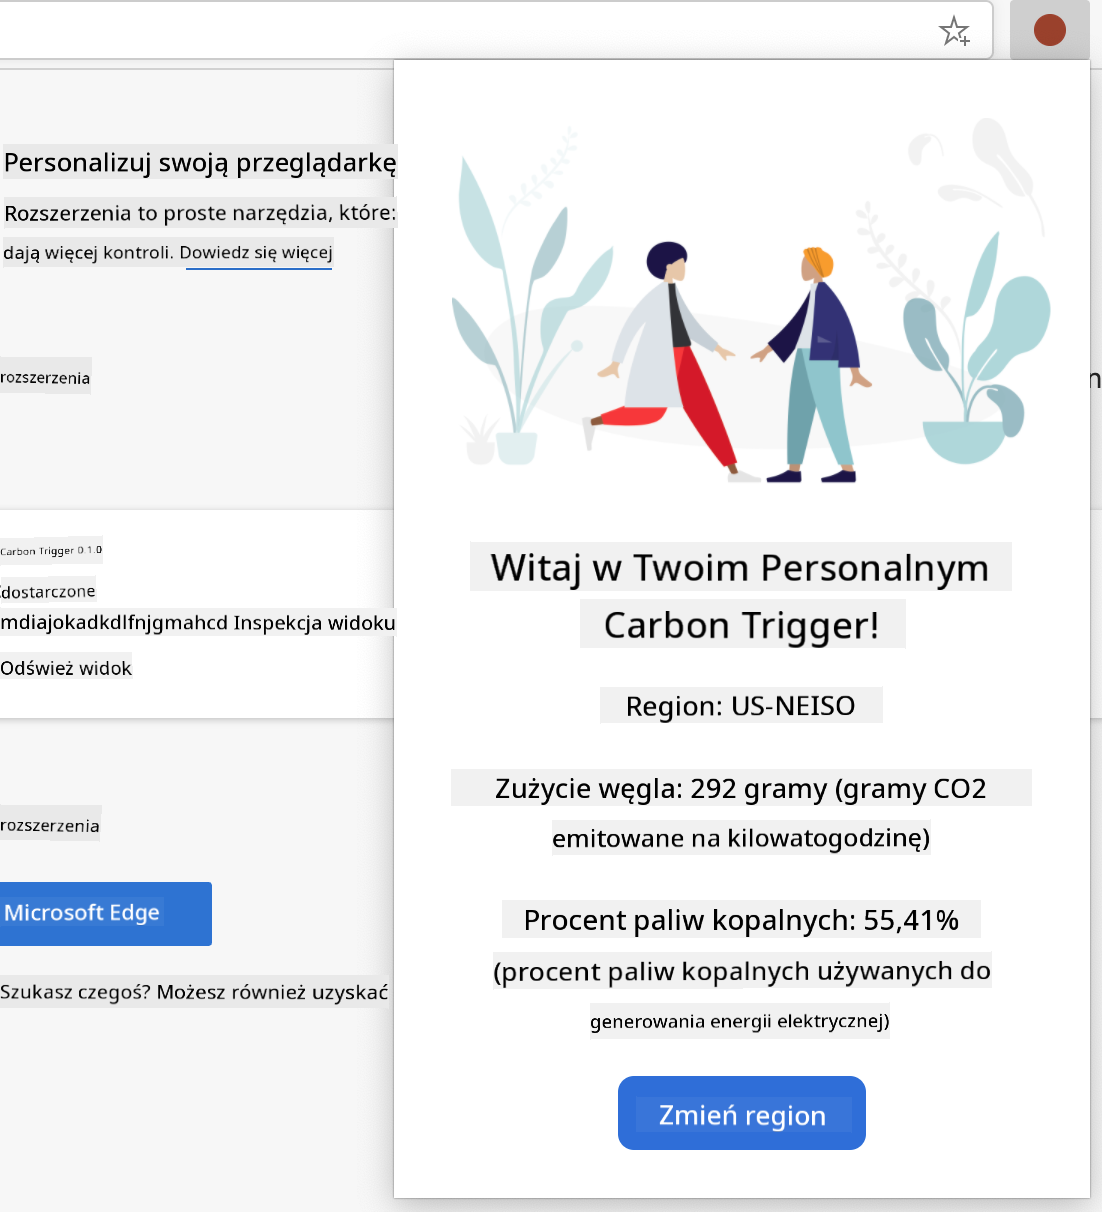 Personalizuj swoją przeglądarkę
Rozszerzenia to proste narzędzia, które:
dają więcej kontroli. Dowiedz się więcej
rozszerzenia
Carbon Trigger 0.1.0
dostarczone
mdiajokadkdlfnjgmahcd Inspekcja widoku
Odśwież widok
rozszerzenia
Microsoft Edge
Szukasz czegoś? Możesz również uzyskać
Witaj w Twoim Personalnym
Carbon Trigger!
Region: US-NEISO
Zużycie węgla: 292 gramy (gramy CO2
emitowane na kilowatogodzinę)
Procent paliw kopalnych: 55,41%
(procent paliw kopalnych używanych do
generowania energii elektrycznej)
Zmień region